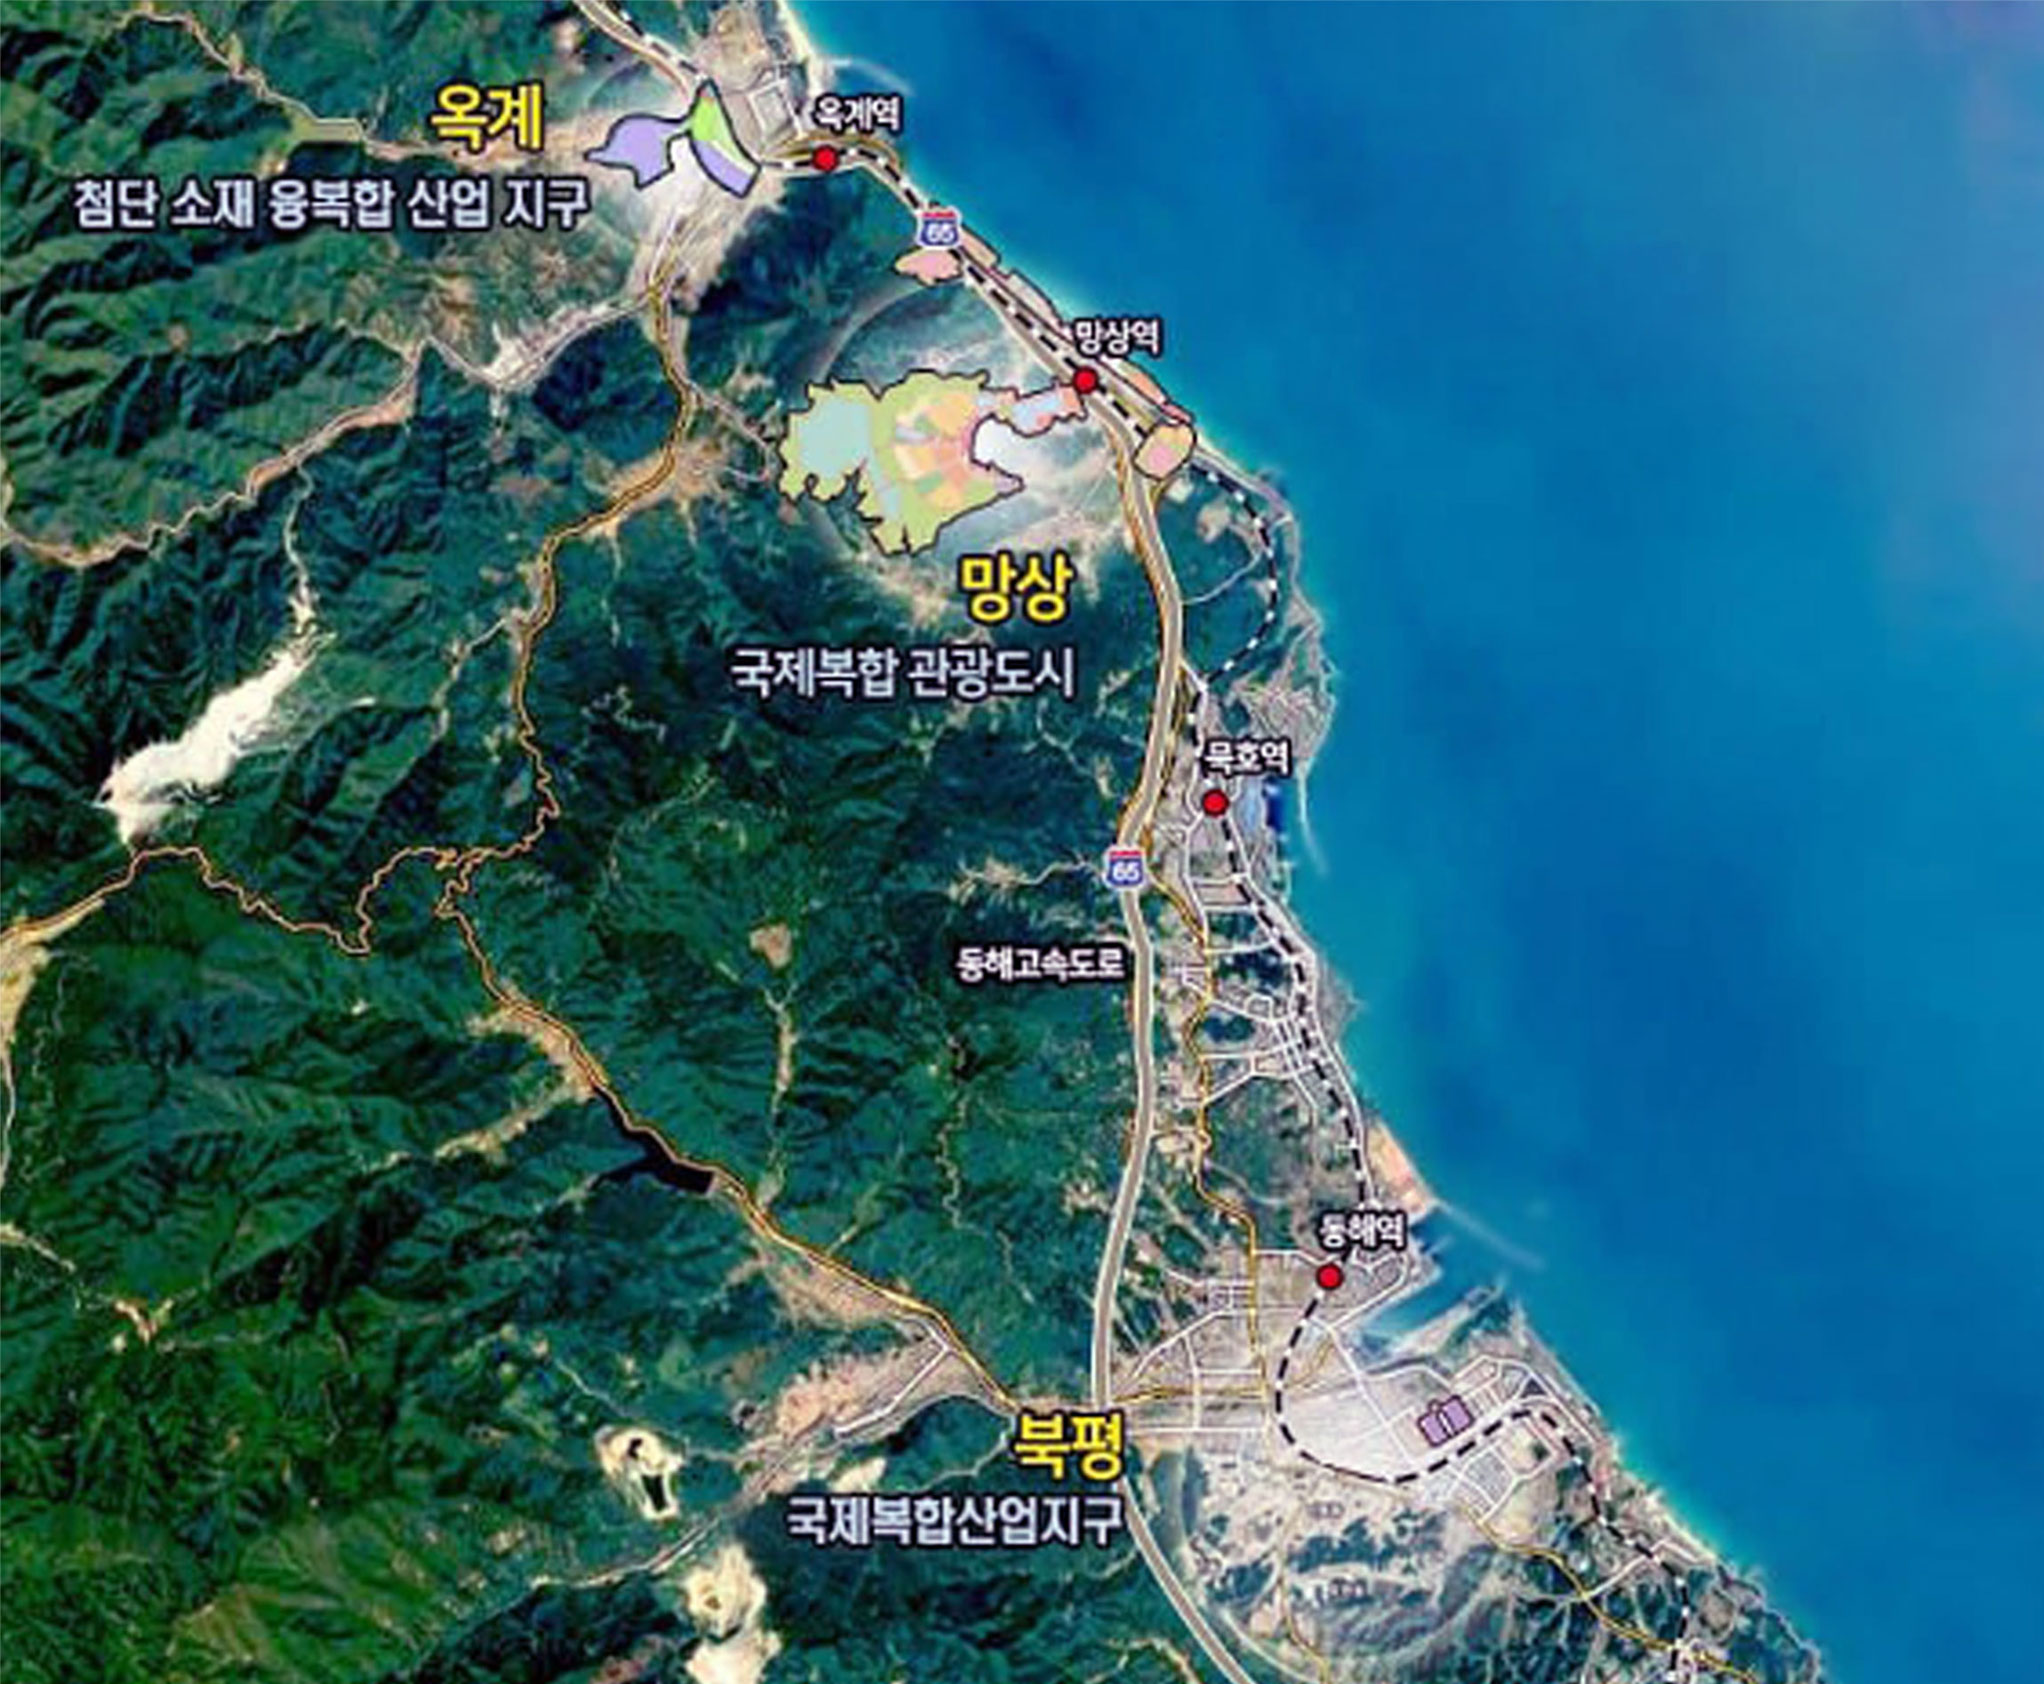 옥계
첨단 소재 융복합 산업 지구
옥계역
65
망상역
망상
국제복합 관광도시
묵호역
65
동해고속도로
동해역
북평
국제복합산업지구